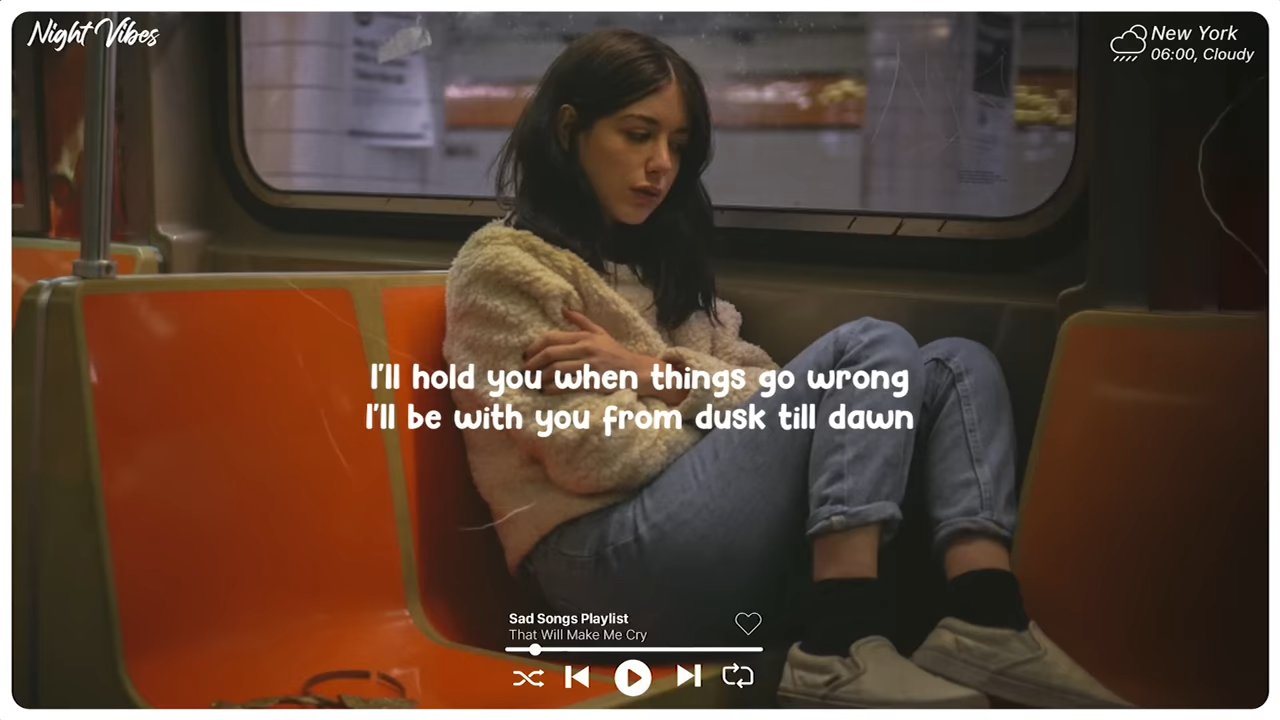 Night Vibes
New York
06:00, Cloudy
I'll hold you when things go wrong
I'll be with you from dusk till dawn
Sad Songs Playlist
That Will Make Me Cry